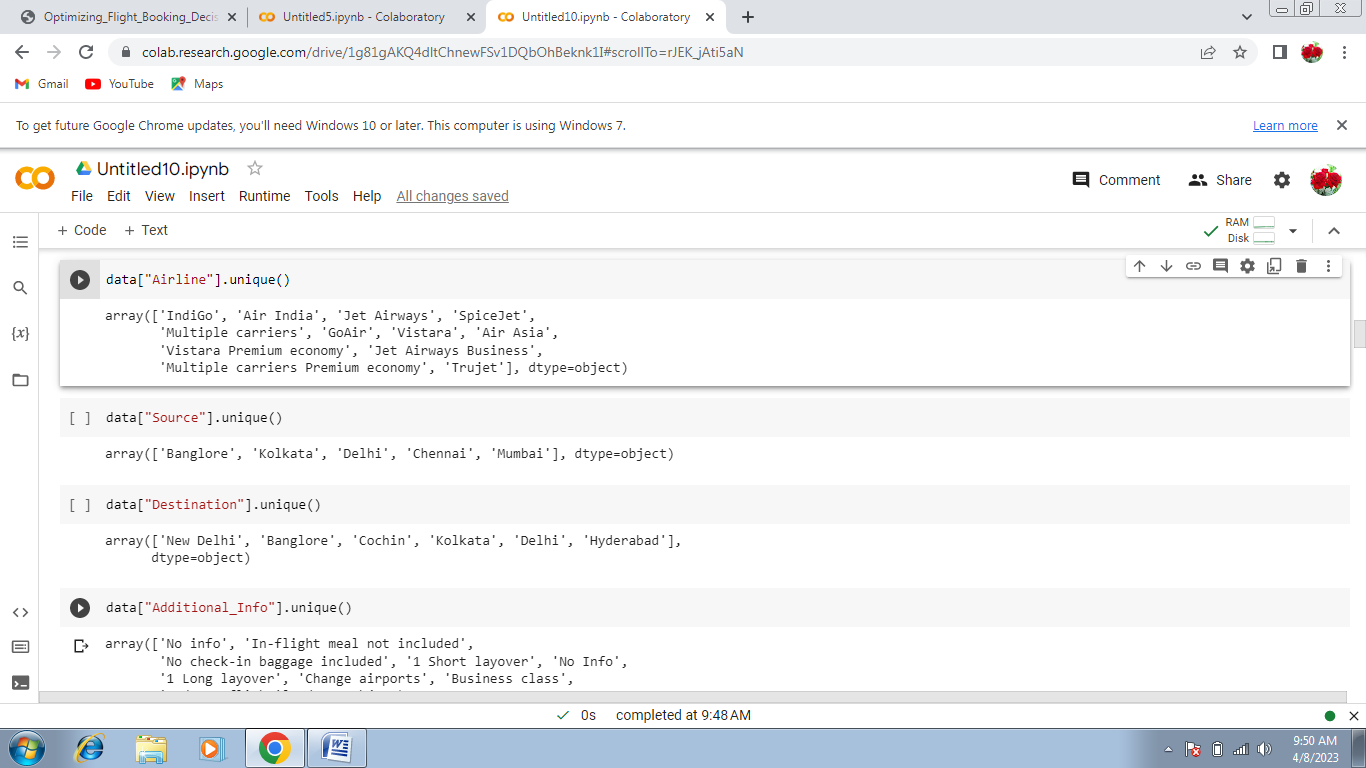 Optimizing_Flight_Booking_Decis
Untitled5.ipynb - Colaboratory
Untitled10.ipynb - Colaboratory
colab.research.google.com/drive/1g81gAKQ4dItChnewFSv1DQbOhBeknk1I#scrollTo=rJEK_jAti5aN
Gmail YouTube Maps
To get future Google Chrome updates, you'll need Windows 10 or later. This computer is using Windows 7. Learn more
CO Untitled10.ipynb
Comment Share
File Edit View Insert Runtime Tools Help All changes saved
+ Code + Text
RAM
Disk
data["Airline"].unique()
array(['IndiGo', 'Air India', 'Jet Airways', 'SpiceJet',
'Multiple carriers', 'GoAir', 'Vistara', 'Air Asia',
'Vistara Premium economy', 'Jet Airways Business',
'Multiple carriers Premium economy', 'Trujet'], dtype=object)
[ ] data["Source"].unique()
array(['Banglore', 'Kolkata', 'Delhi', 'Chennai', 'Mumbai'], dtype=object)
[ ] data["Destination"].unique()
array(['New Delhi', 'Banglore', 'Cochin', 'Kolkata', 'Delhi', 'Hyderabad'],
dtype=object)
data["Additional_Info"].unique()
array(['No info', 'In-flight meal not included',
'No check-in baggage included', '1 Short layover', 'No Info',
'1 Long layover', 'Change airports', 'Business class',
{x}
<>
0s completed at 9:48 AM
9:50 AM
4/8/2023